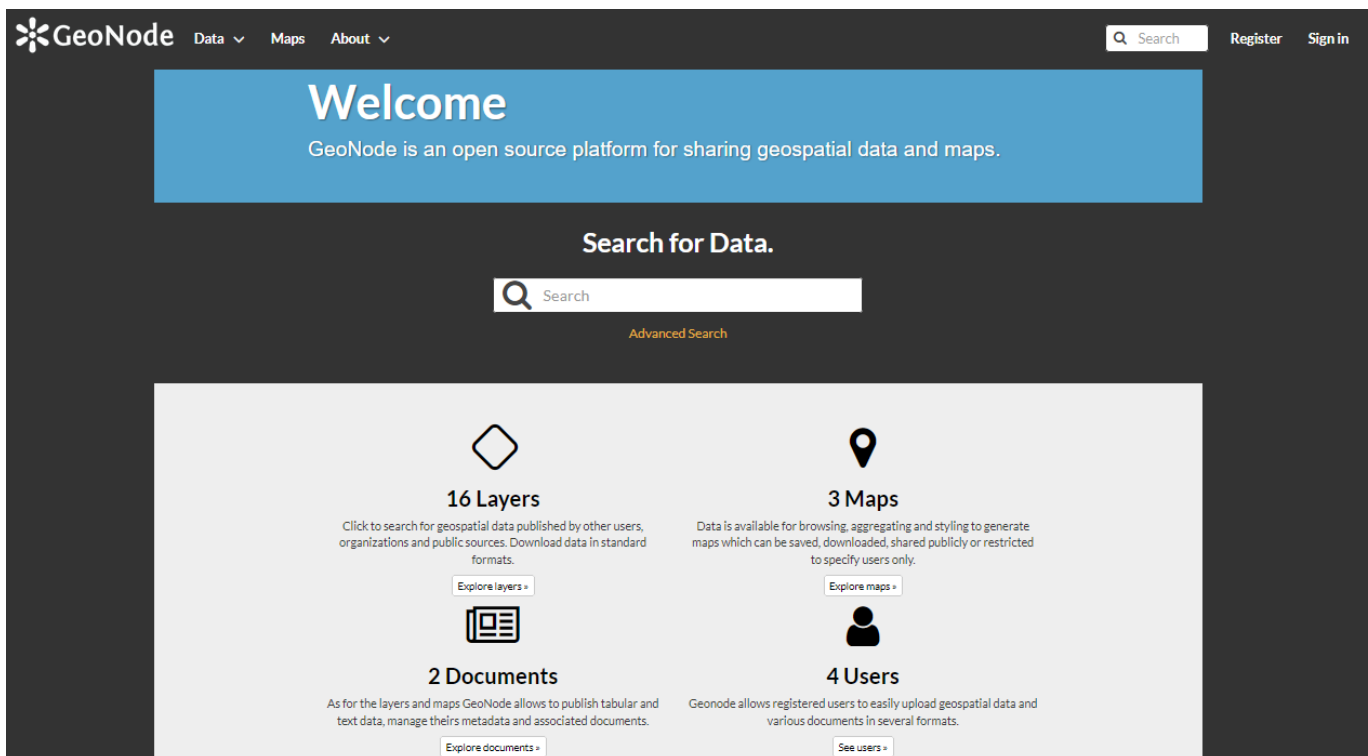 GeoNode Data Maps About Search Register Sign in
Welcome
GeoNode is an open source platform for sharing geospatial data and maps.
Search for Data.
Search
Advanced Search
16 Layers
Click to search for geospatial data published by other users,
organizations and public sources. Download data in standard
formats.
Explore layers »
3 Maps
Data is available for browsing, aggregating and styling to generate
maps which can be saved, downloaded, shared publicly or restricted
to specify users only.
Explore maps »
2 Documents
As for the layers and maps GeoNode allows to publish tabular and
text data, manage theirs metadata and associated documents.
Explore documents »
4 Users
Geonode allows registered users to easily upload geospatial data and
various documents in several formats.
See users »